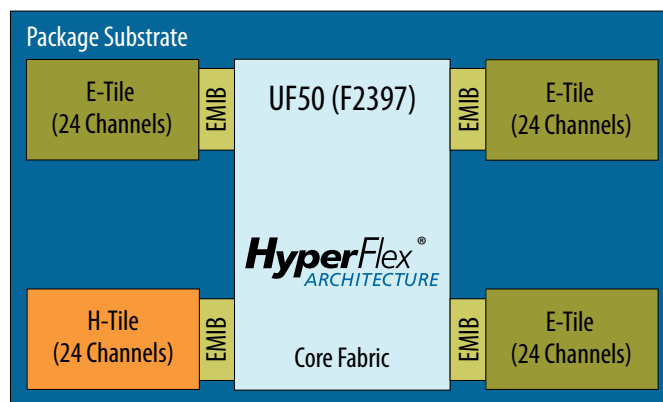 Package Substrate
E-Tile
(24 Channels)
EMIB
UF50 (F2397)
EMIB
E-Tile
(24 Channels)
HyperFlex®
ARCHITECTURE
H-Tile
(24 Channels)
EMIB
Core Fabric
EMIB
E-Tile
(24 Channels)